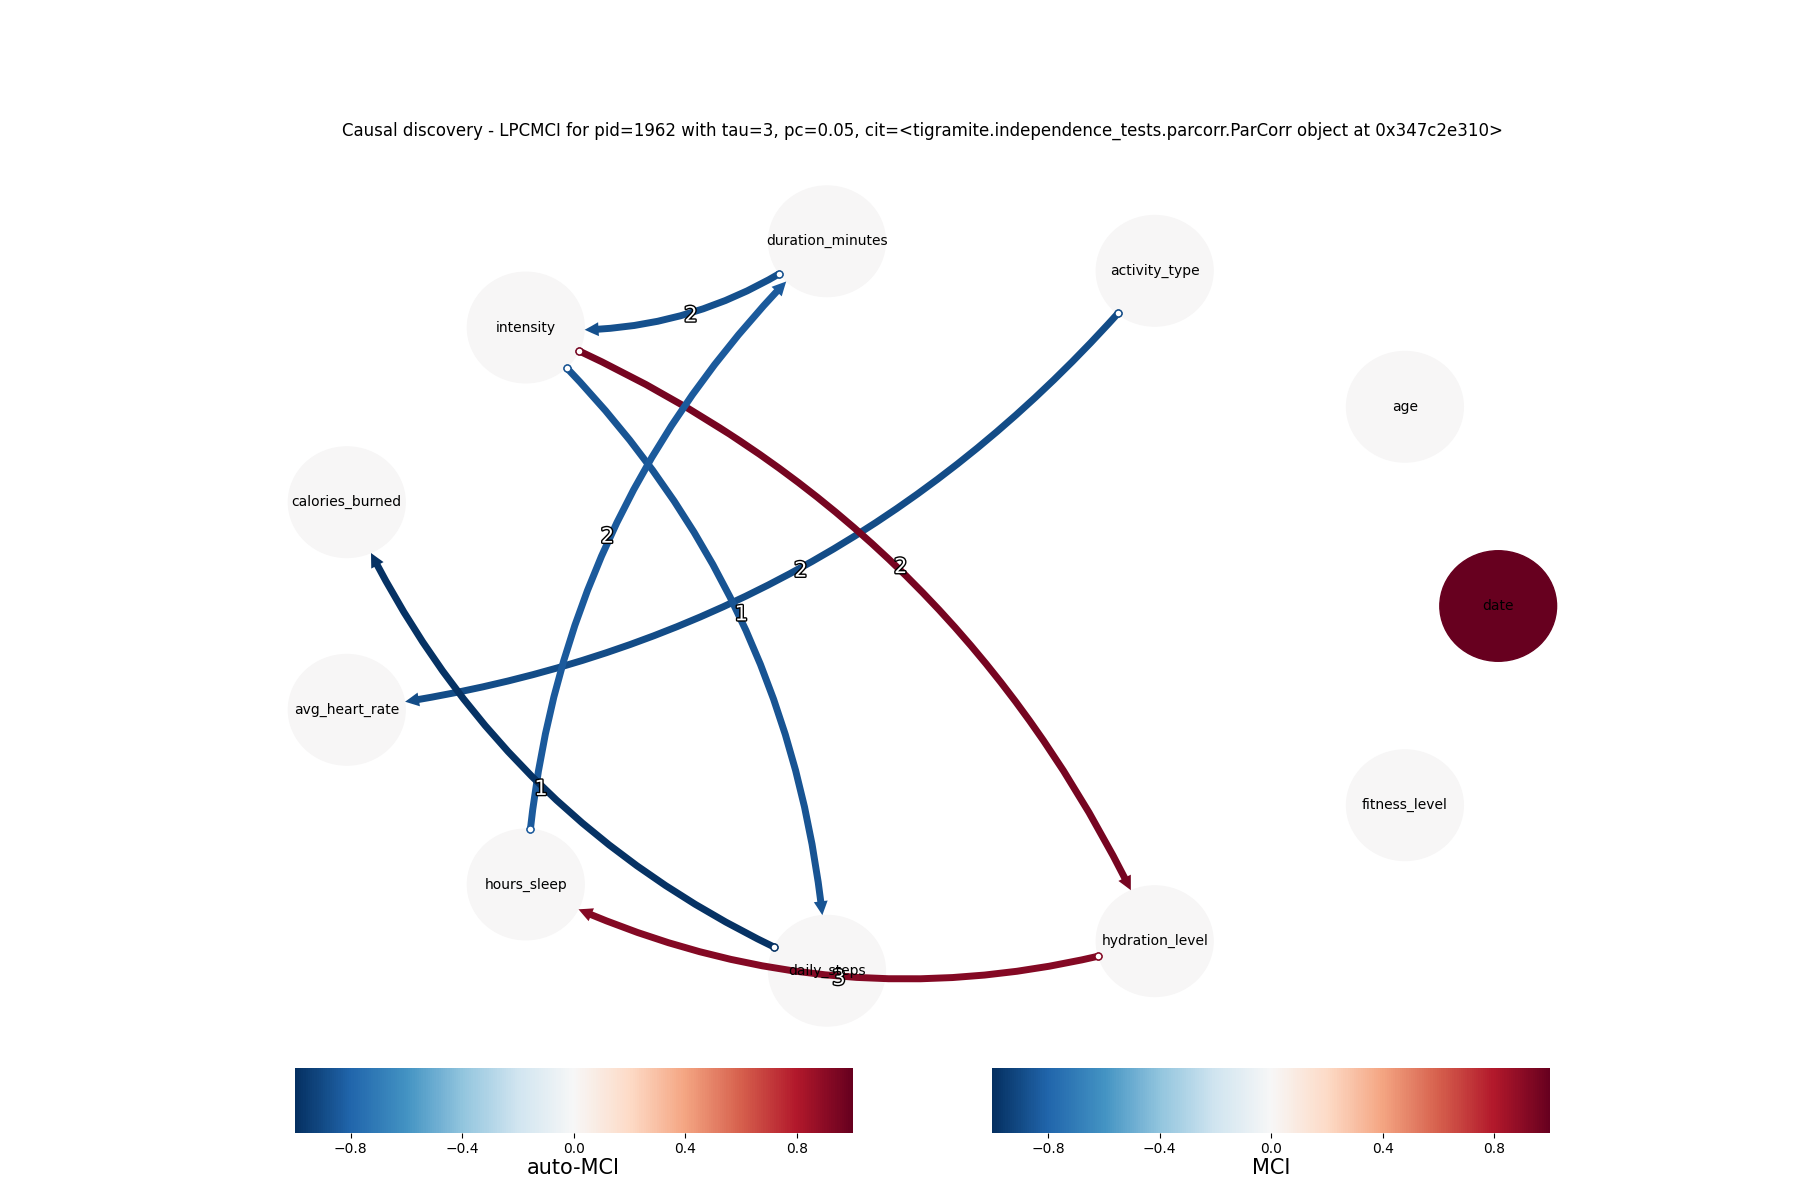 Causal discovery - LPCMCI for pid=1962 with tau=3, pc=0.05, cit=<tigramite.independence_tests.parcorr.ParCorr object at 0x347c2e310>
duration_minutes
activity_type
intensity
2
age
calories_burned
2
2
2
date
1
avg_heart_rate
1
fitness_level
hours_sleep
hydration_level
daily_steps
3
−0.8 −0.4 0.0 0.4 0.8
auto-MCI
−0.8 −0.4 0.0 0.4 0.8
MCI